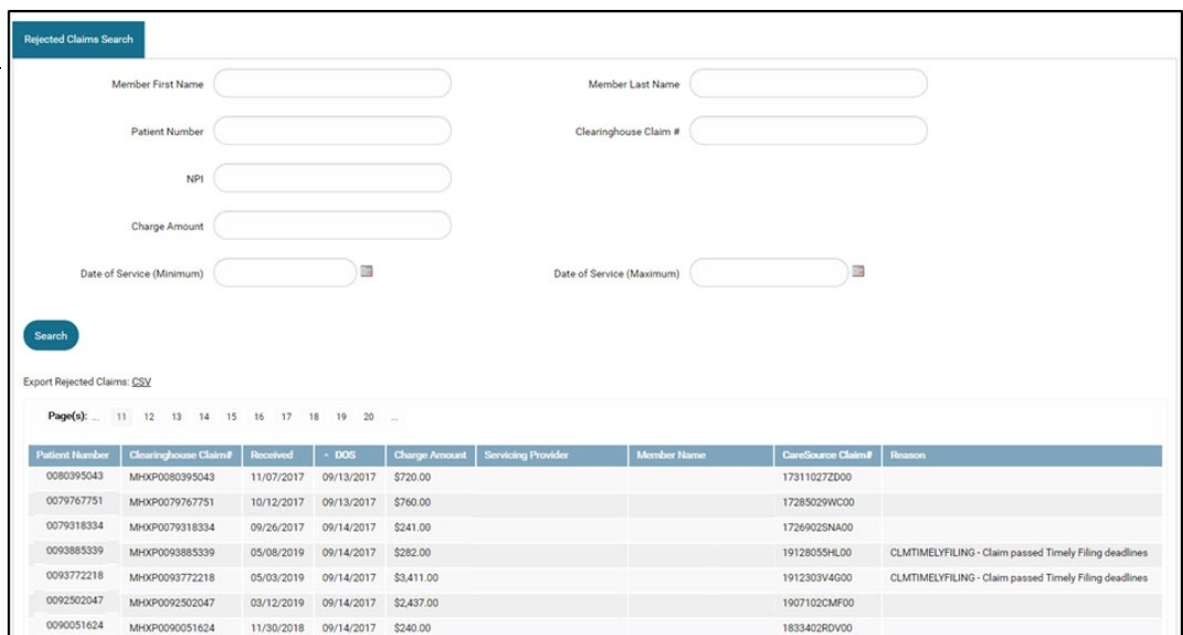 Rejected Claims Search
Member First Name Member Last Name
Patient Number Clearinghouse Claim #
NPI
Charge Amount
Date of Service (Minimum) Date of Service (Maximum)
Search
Export Rejected Claims: CSV
Page(s): ... 11 12 13 14 15 16 17 18 19 20 ...
Patient Number Clearinghouse Claim# Received DOS Charge Amount Servicing Provider Member Name CareSource Claim# Reason
0080395043 MHXP0080395043 11/07/2017 09/13/2017 $720.00 17311027ZD00
0079767751 MHXP0079767751 10/12/2017 09/13/2017 $760.00 17285029WC00
0079318334 MHXP0079318334 09/26/2017 09/14/2017 $241.00 1726902SNA00
0093885339 MHXP0093885339 05/08/2019 09/14/2017 $282.00 19128055HL00 CLMTIMELYFILING - Claim passed Timely Filing deadlines
0093772218 MHXP0093772218 05/03/2019 09/14/2017 $3,411.00 1912303V4G00 CLMTIMELYFILING - Claim passed Timely Filing deadlines
0092502047 MHXP0092502047 03/12/2019 09/14/2017 $2,437.00 1907102CMF00
0090051624 MHXP0090051624 11/30/2018 09/14/2017 $240.00 1833402RDV00